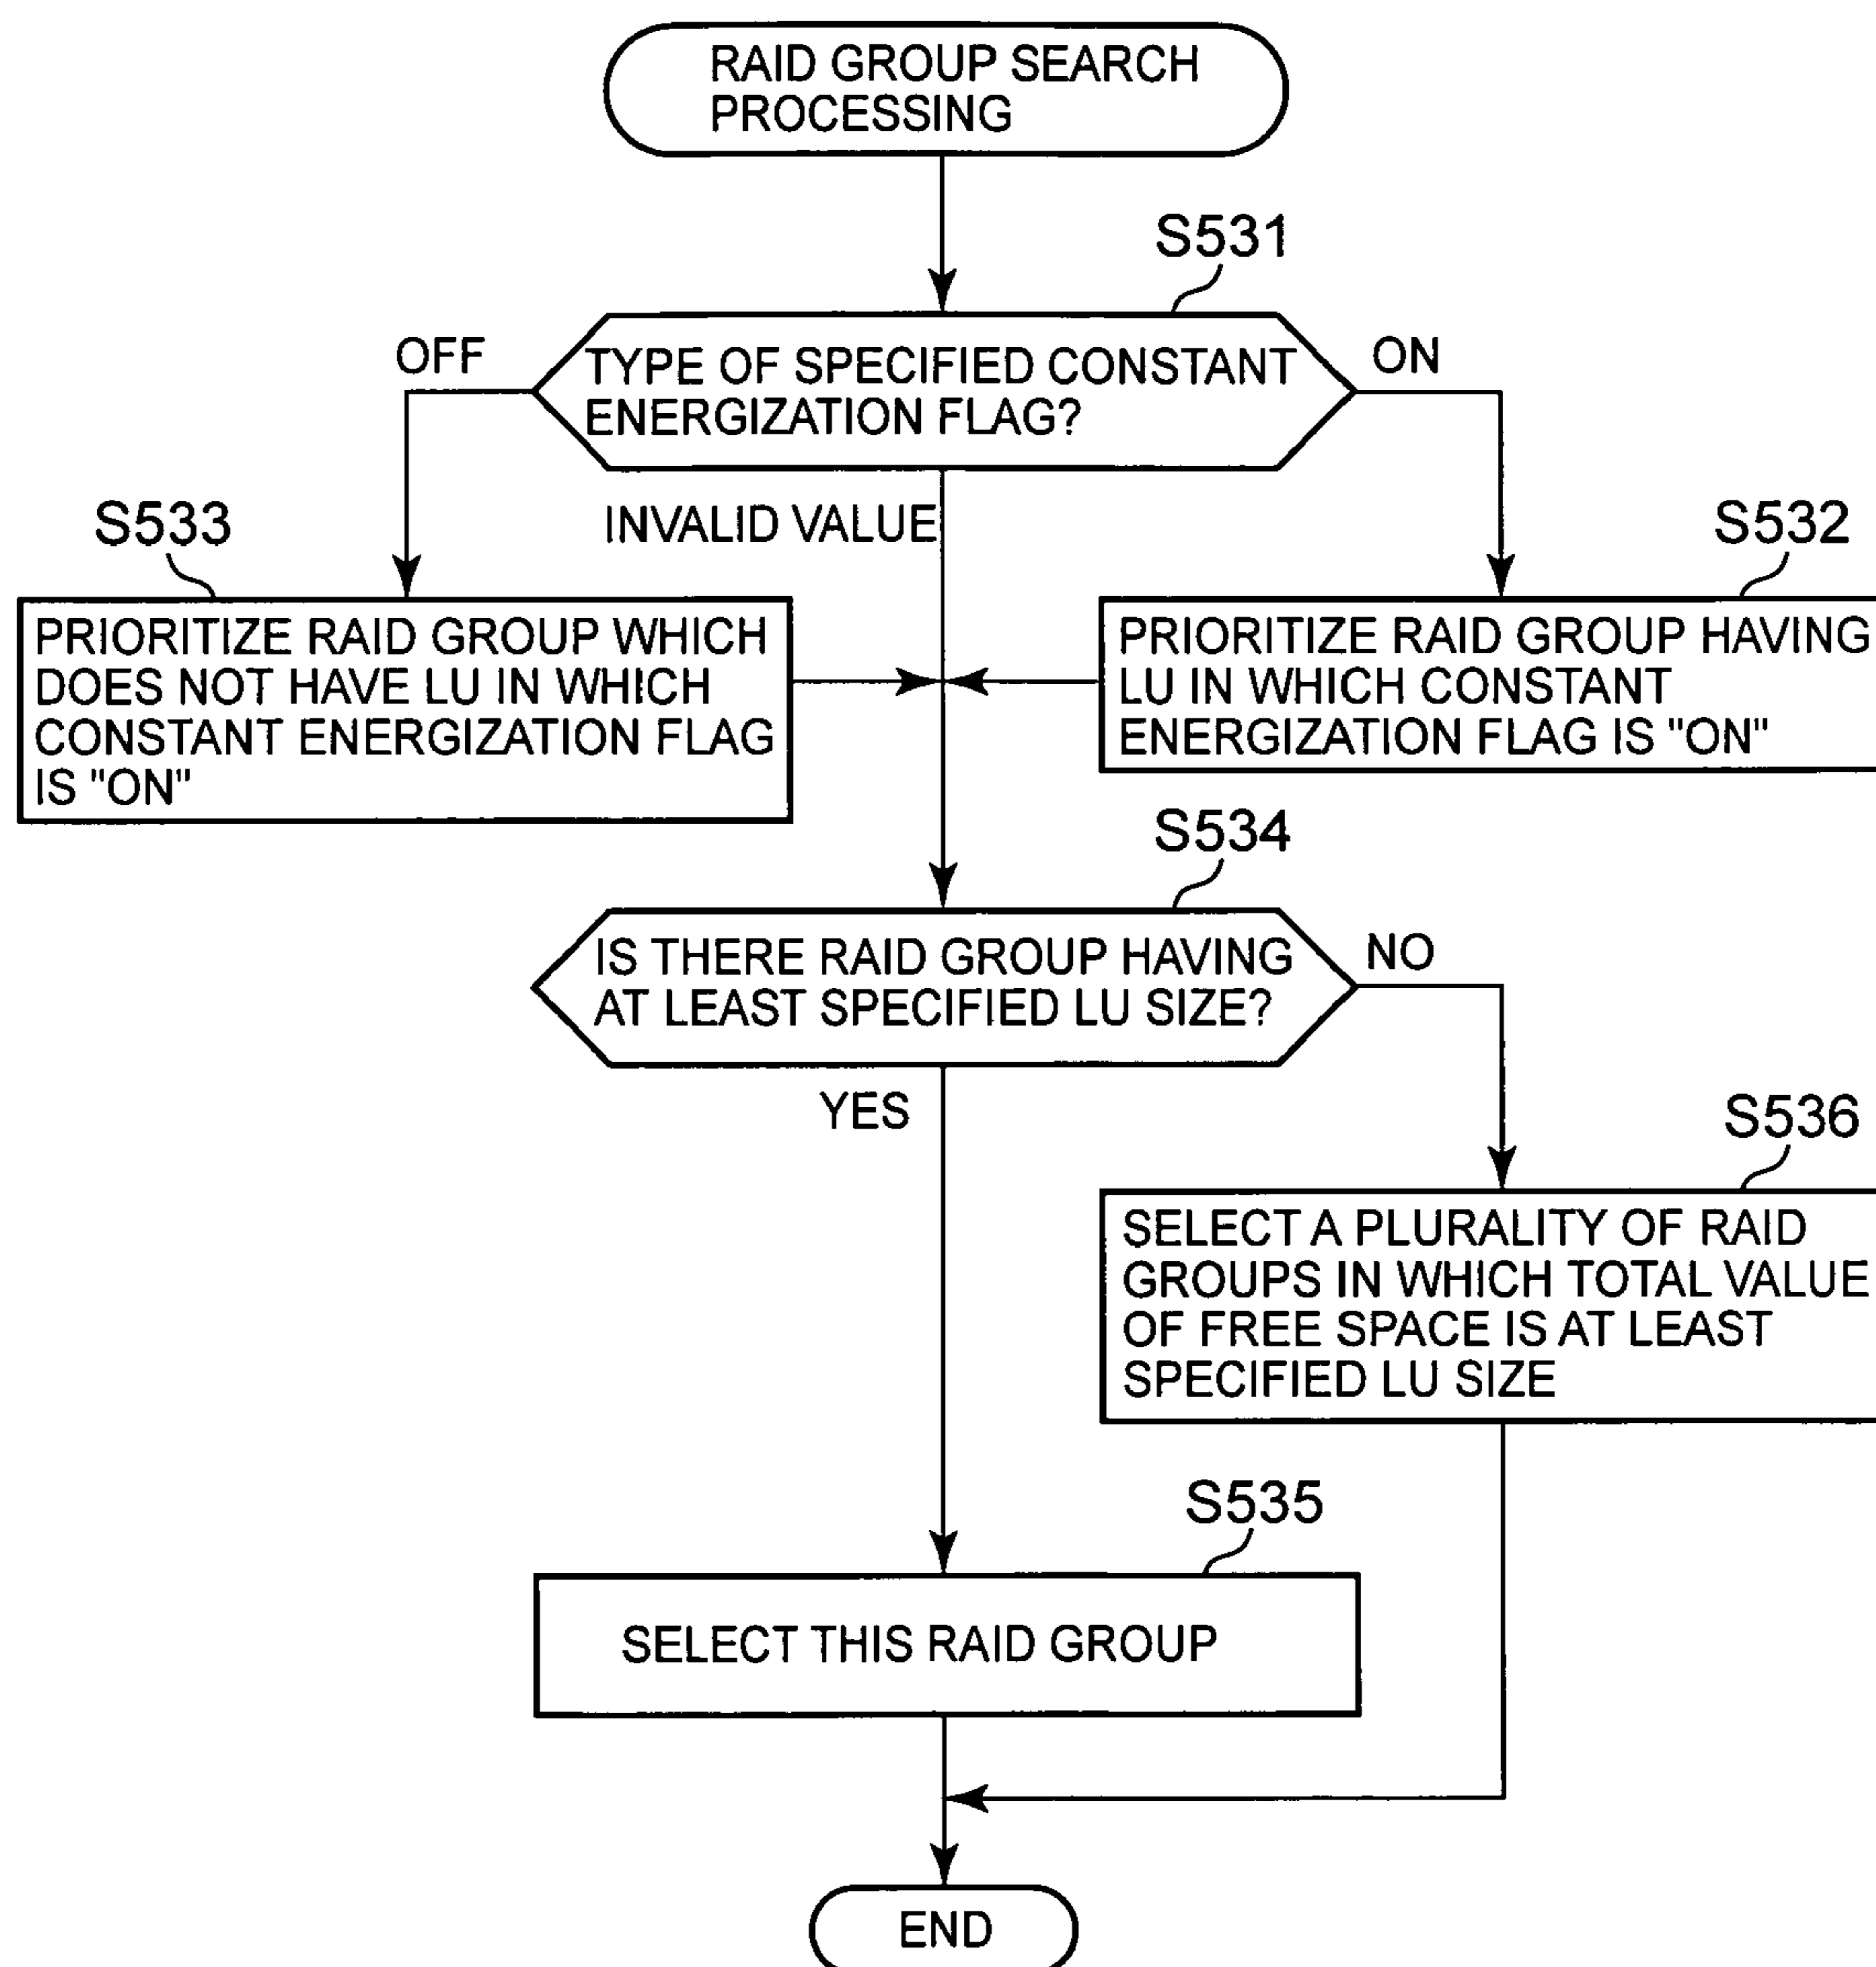 RAID GROUP SEARCH
PROCESSING
S531
OFF
TYPE OF SPECIFIED CONSTANT
ENERGIZATION FLAG?
ON
S533
INVALID VALUE
S532
PRIORITIZE RAID GROUP WHICH
DOES NOT HAVE LU IN WHICH
CONSTANT ENERGIZATION FLAG
IS "ON"
PRIORITIZE RAID GROUP HAVING
LU IN WHICH CONSTANT
ENERGIZATION FLAG IS "ON"
S534
IS THERE RAID GROUP HAVING
AT LEAST SPECIFIED LU SIZE?
NO
YES
S536
SELECT A PLURALITY OF RAID
GROUPS IN WHICH TOTAL VALUE
OF FREE SPACE IS AT LEAST
SPECIFIED LU SIZE
S535
SELECT THIS RAID GROUP
END